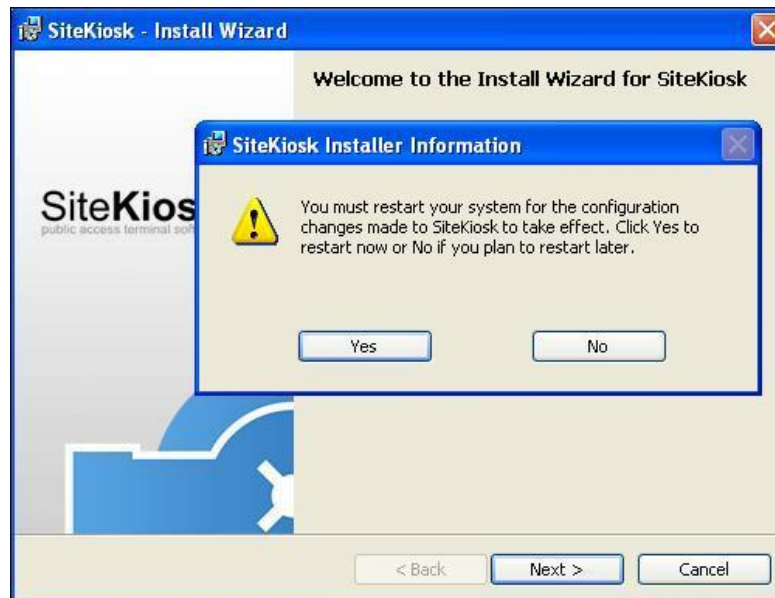 SiteKiosk - Install Wizard
Welcome to the Install Wizard for SiteKiosk
SiteKiosk Installer Information
SiteKios
public access terminal
You must restart your system for the configuration
changes made to SiteKiosk to take effect. Click Yes to
restart now or No if you plan to restart later.
Yes
No
< Back
Next >
Cancel